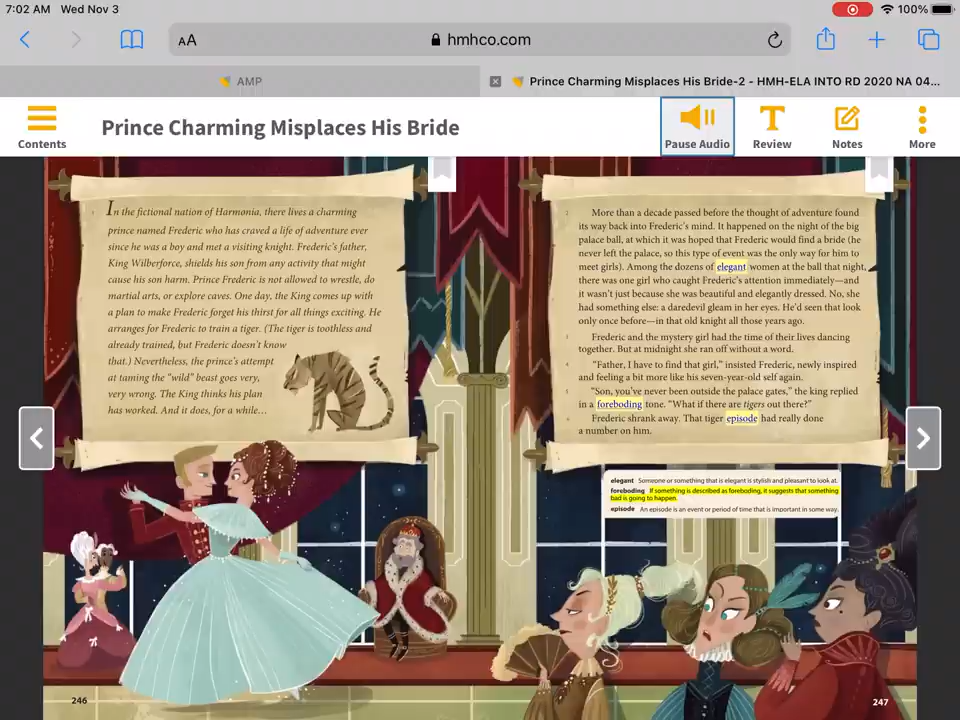 7:02 AM Wed Nov 3
100%
AA
hmhco.com
AMP
Prince Charming Misplaces His Bride-2 - HMH-ELA INTO RD 2020 NA 04...
Contents
Prince Charming Misplaces His Bride
Pause Audio
Review
Notes
More
In the fictional nation of Harmonia, there lives a charming
prince named Frederic who has craved a life of adventure ever
since he was a boy and met a visiting knight. Frederic's father,
King Wilberforce, shields his son from any activity that might
cause his son harm. Prince Frederic is not allowed to wrestle, do
martial arts, or explore caves. One day, the King comes up with
a plan to make Frederic forget his thirst for all things exciting. He
arranges for Frederic to train a tiger. (The tiger is toothless and
already trained, but Frederic doesn't know
that.) Nevertheless, the prince's attempt
at taming the "wild" beast goes very,
very wrong. The King thinks his plan
has worked. And it does, for a while…
More than a decade passed before the thought of adventure found
its way back into Frederic's mind. It happened on the night of the big
palace ball, at which it was hoped that Frederic would find a bride (he
never left the palace, so this type of event was the only way for him to
meet girls). Among the dozens of elegant women at the ball that night,
there was one girl who caught Frederic's attention immediately—and
it wasn't just because she was beautiful and elegantly dressed. No, she
had something else: a daredevil gleam in her eyes. He'd seen that look
only once before—in that old knight all those years ago.
Frederic and the mystery girl had the time of their lives dancing
together. But at midnight she ran off without a word.
"Father, I have to find that girl," insisted Frederic, newly inspired
and feeling a bit more like his seven-year-old self again.
"Son, you've never been outside the palace gates," the king replied
in a foreboding tone. "What if there are tigers out there?"
Frederic shrank away. That tiger episode had really done
a number on him.
elegant Someone or something that is elegant is stylish and pleasant to look at.
foreboding If something is described as foreboding, it suggests that something
bad is going to happen.
episode An episode is an event or period of time that is important in some way.
246
247